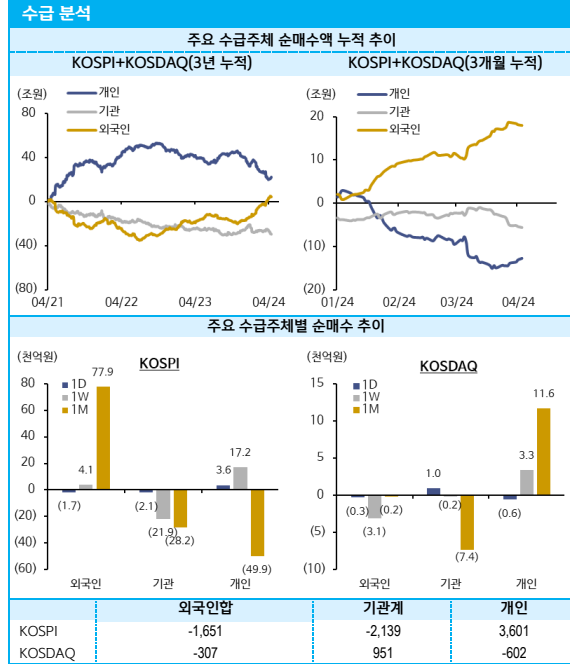 수급 분석
주요 수급주체 순매수액 누적 추이
KOSPI+KOSDAQ(3년 누적)
KOSPI+KOSDAQ(3개월 누적)
(조원)
개인
기관
외국인
80
40
0
(40)
(80)
04/21 04/22 04/23 04/24
(조원)
개인
기관
외국인
20
10
0
(10)
(20)
01/24 02/24 03/24 04/24
주요 수급주체별 순매수 추이
(천억원)
KOSPI
1D
1W
1M
80
60
40
20
0
(20)
(40)
(60)
77.9
4.1
(1.7)
(2.1)
(21.9)
(28.2)
3.6
17.2
(49.9)
외국인 기관 개인
(천억원)
KOSDAQ
1D
1W
1M
15
10
5
0
(5)
(10)
(0.3)
(3.1)
(0.2)
1.0
(0.2)
(7.4)
(0.6)
3.3
11.6
외국인 기관 개인
외국인합 기관계 개인
KOSPI -1,651 -2,139 3,601
KOSDAQ -307 951 -602